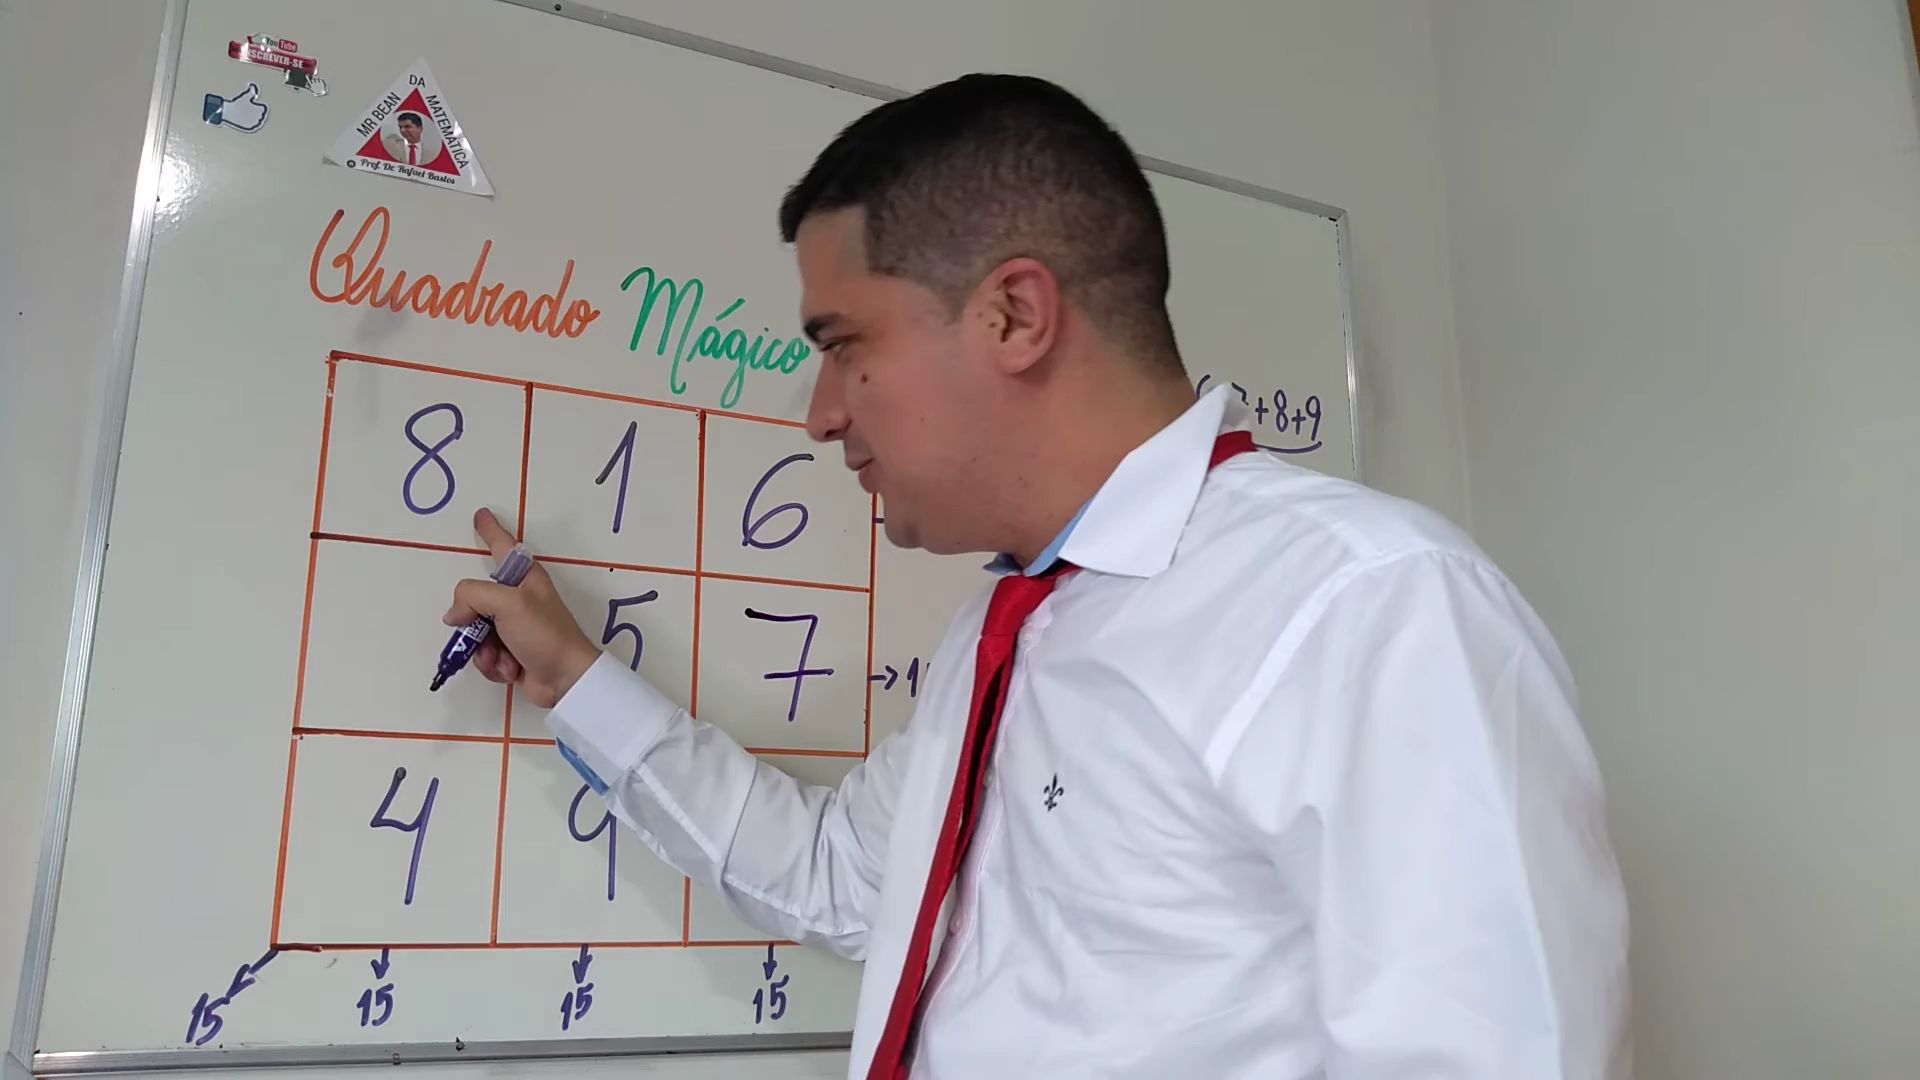 YouTube
INSCREVER-SE
MR BEAN DA MATEMÁTICA
Prof. Dr. Rafael Bastos
Quadrado Mágico
+8+9
8 1 6
5 7
4 9
15 15 15 15